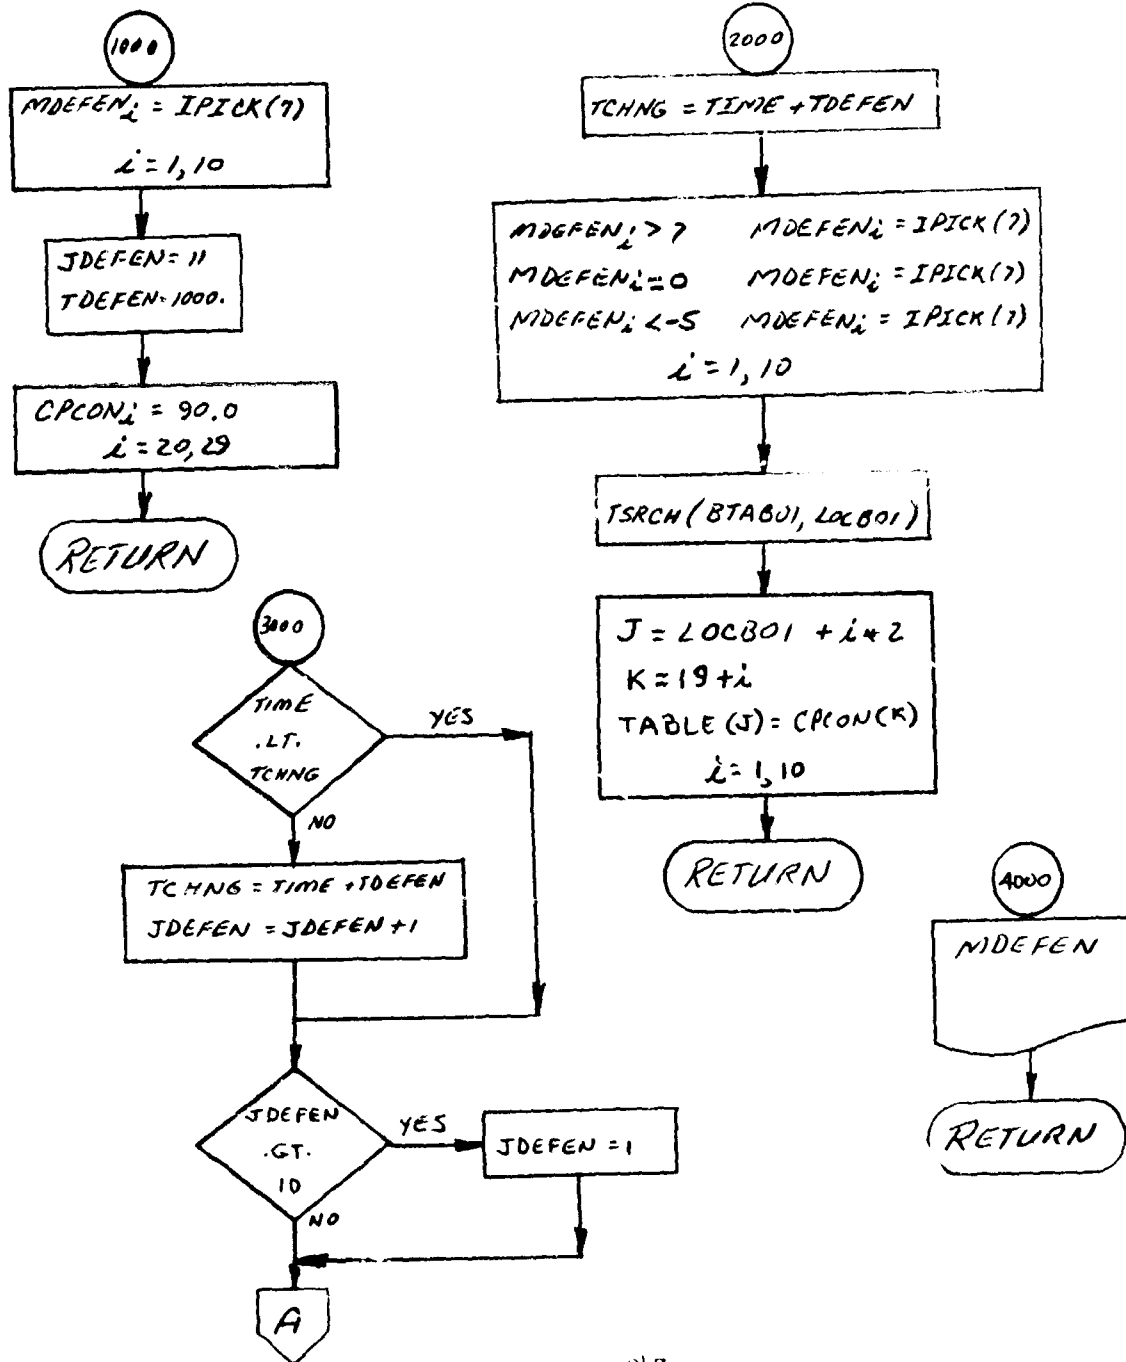 1000
MDEFENi = IPICK(7)
i = 1, 10
JDEFEN = 11
TDEFEN = 1000.
CPCONi = 90.0
i = 20, 29
RETURN
2000
TCHNG = TIME + TDEFEN
MDEFENi > 7 MDEFENi = IPICK(7)
MDEFENi = 0 MDEFENi = IPICK(7)
MDEFENi < -5 MDEFENi = IPICK(7)
i = 1, 10
TSRCH (BTAB01, LOCB01)
J = LOCB01 + i * 2
K = 19 + i
TABLE (J) = CPCON(K)
i = 1, 10
RETURN
3000
TIME
.LT.
TCHNG
YES
NO
TCHNG = TIME + TDEFEN
JDEFEN = JDEFEN + 1
JDEFEN
.GT.
10
YES
JDEFEN = 1
NO
A
4000
MDEFEN
RETURN